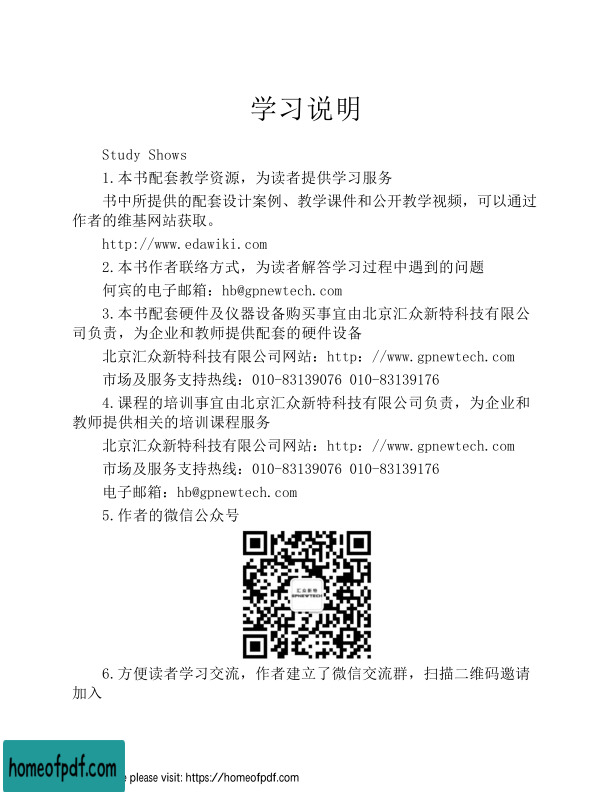 学习说明
Study Shows
1.本书配套教学资源，为读者提供学习服务
书中所提供的配套设计案例、教学课件和公开教学视频，可以通过
作者的维基网站获取。
http://www.edawiki.com
2.本书作者联络方式，为读者解答学习过程中遇到的问题
何宾的电子邮箱：hb@gpnewtech.com
3.本书配套硬件及仪器设备购买事宜由北京汇众新特科技有限公
司负责，为企业和教师提供配套的硬件设备
北京汇众新特科技有限公司网站：http：//www.gpnewtech.com
市场及服务支持热线：010-83139076 010-83139176
4.课程的培训事宜由北京汇众新特科技有限公司负责，为企业和
教师提供相关的培训课程服务
北京汇众新特科技有限公司网站：http：//www.gpnewtech.com
市场及服务支持热线：010-83139076 010-83139176
电子邮箱：hb@gpnewtech.com
5.作者的微信公众号
汇众新特
GPNEWTECH
6.方便读者学习交流，作者建立了微信交流群，扫描二维码邀请
加入
homeofpdf.com
please visit: https://homeofpdf.com